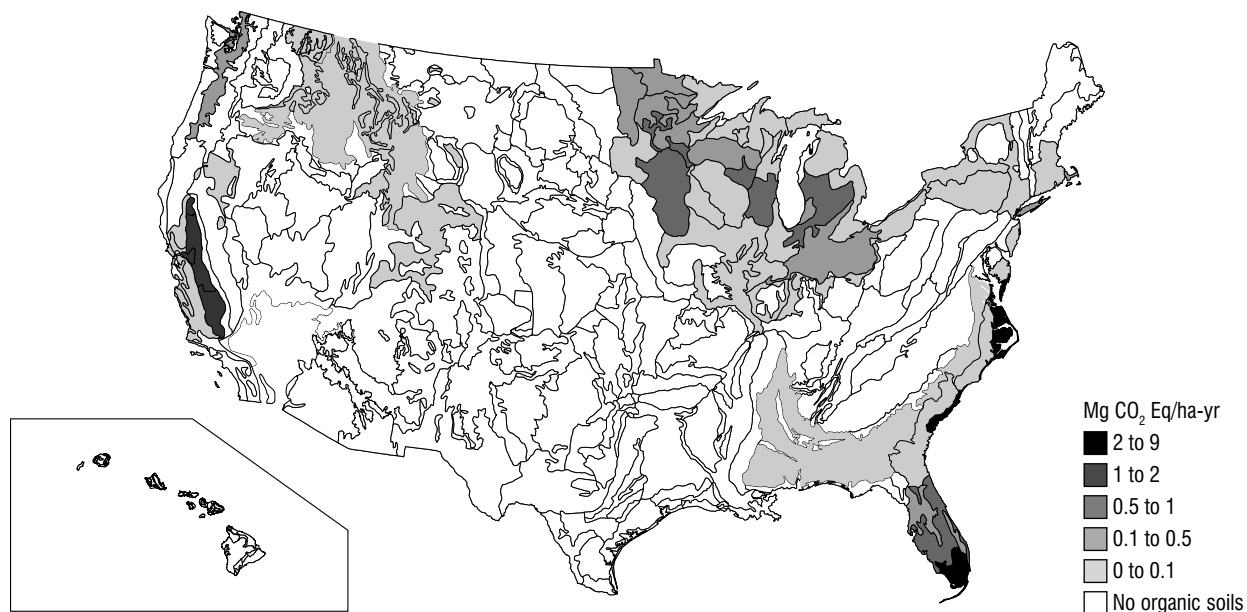 Mg CO₂ Eq/ha-yr
2 to 9
1 to 2
0.5 to 1
0.1 to 0.5
0 to 0.1
No organic soils